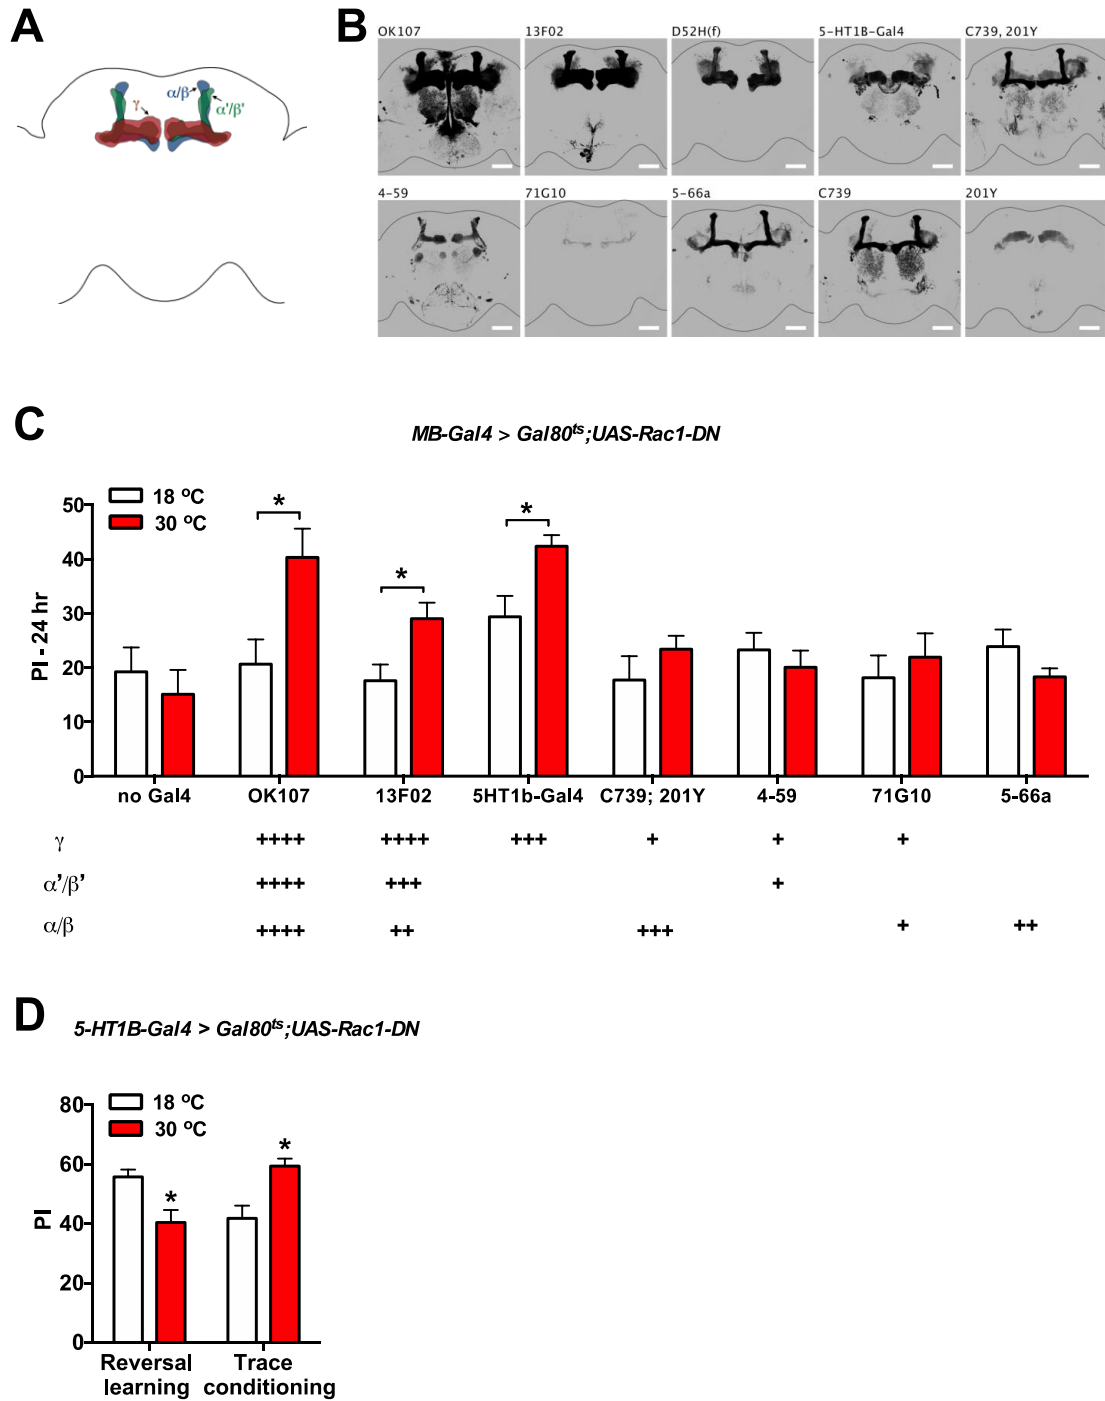 A
α/β
γ
α'/β'
B
OK107
13F02
D52H(f)
5-HT1B-Gal4
C739, 201Y
4-59
71G10
5-66a
C739
201Y
C
MB-Gal4 > Gal80ts;UAS-Rac1-DN
18 oC
30 oC
PI - 24 hr
50
40
30
20
10
0
* * *
no Gal4 OK107 13F02 5HT1b-Gal4 C739; 201Y 4-59 71G10 5-66a
γ ++++ ++++ +++ + + +
α'/β' ++++ +++ +
α/β ++++ ++ +++ + ++
D
5-HT1B-Gal4 > Gal80ts;UAS-Rac1-DN
18 oC
30 oC
PI
80
60
40
20
0
* *
Reversal learning
Trace conditioning